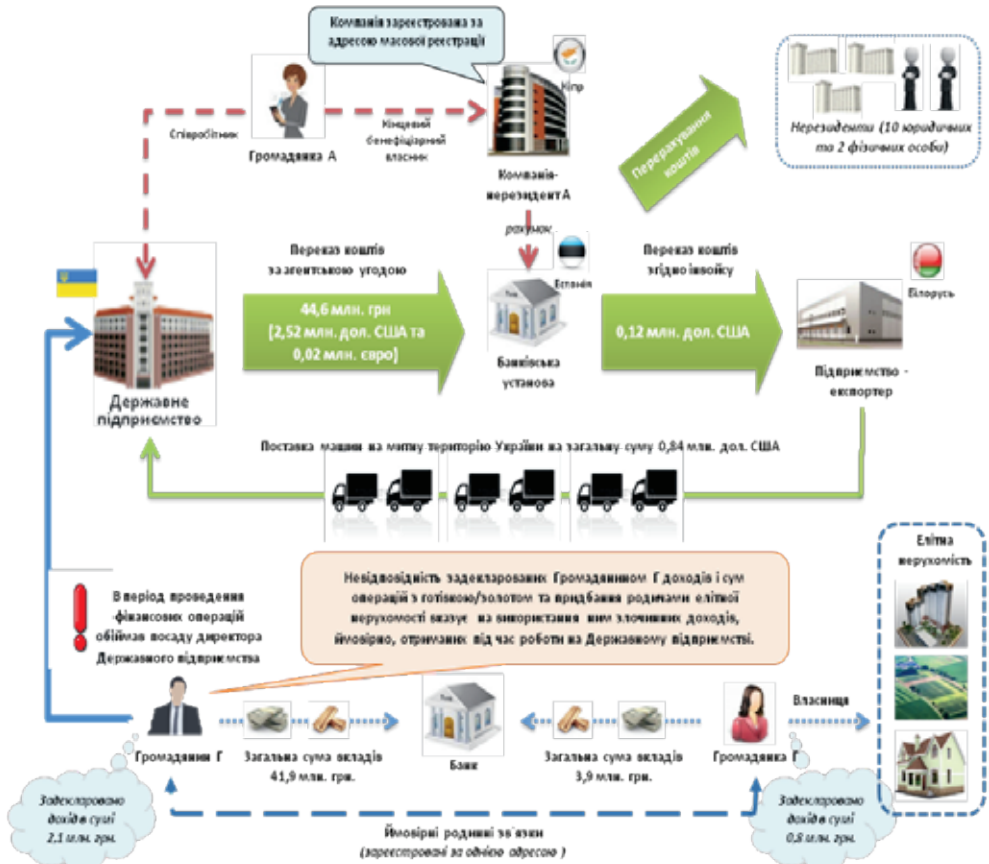 Компанія зареєстрована за
адресою масової реєстрації
Кіпр
Співробітник
Громадянка А
Кінцевий
бенефіціарний
власник
Компанія-
нерезидент А
Перерахування
коштів
Нерезиденти (10 юридичних
та 2 фізичних особи)
рахунок
Переказ коштів
за агентською угодою
44,6 млн. грн
(2,52 млн. дол. США та
0,02 млн. євро)
Естонія
Банківська
установа
Переказ коштів
згідно інвойсу
0,12 млн. дол. США
Білорусь
Підприємство -
експортер
Державне
підприємство
Поставка машин на митну територію України на загальну суму 0,84 млн. дол. США
В період проведення
фінансових операцій
обіймав посаду директора
Державного підприємства
Невідповідність задекларованих Громадянином Г доходів і сум
операцій з готівкою/золотом та придбання родичами елітної
нерухомості вказує на використання ним злочинних доходів,
ймовірно, отриманих під час роботи на Державному підприємстві.
Елітна
нерухомість
Громадянин Г
Загальна сума вкладів
41,9 млн. грн.
Банк
Загальна сума вкладів
3,9 млн. грн.
Громадянка Г
Власниця
Задекларовано
дохід в сумі
2,1 млн. грн.
Ймовірні родинні зв'язки
(зареєстровані за однією адресою )
Задекларовано
дохід в сумі
0,8 млн. грн.